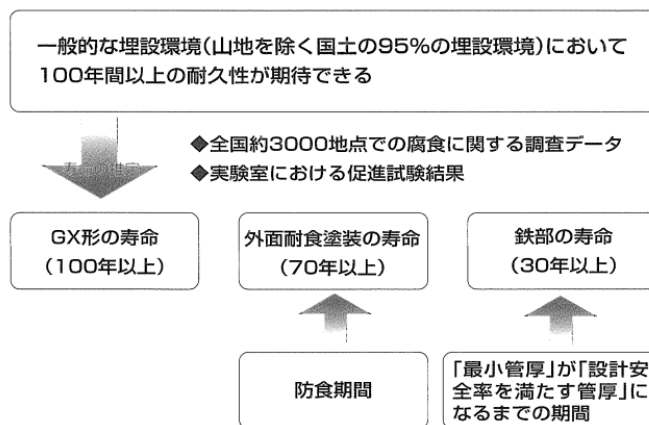 一般的な埋設環境(山地を除く国土の95%の埋設環境)において
100年間以上の耐久性が期待できる
◆全国約3000地点での腐食に関する調査データ
◆実験室における促進試験結果
寿命の推定
GX形の寿命
(100年以上)
外面耐食塗装の寿命
(70年以上)
鉄部の寿命
(30年以上)
防食期間
「最小管厚」が「設計安
全率を満たす管厚」に
なるまでの期間